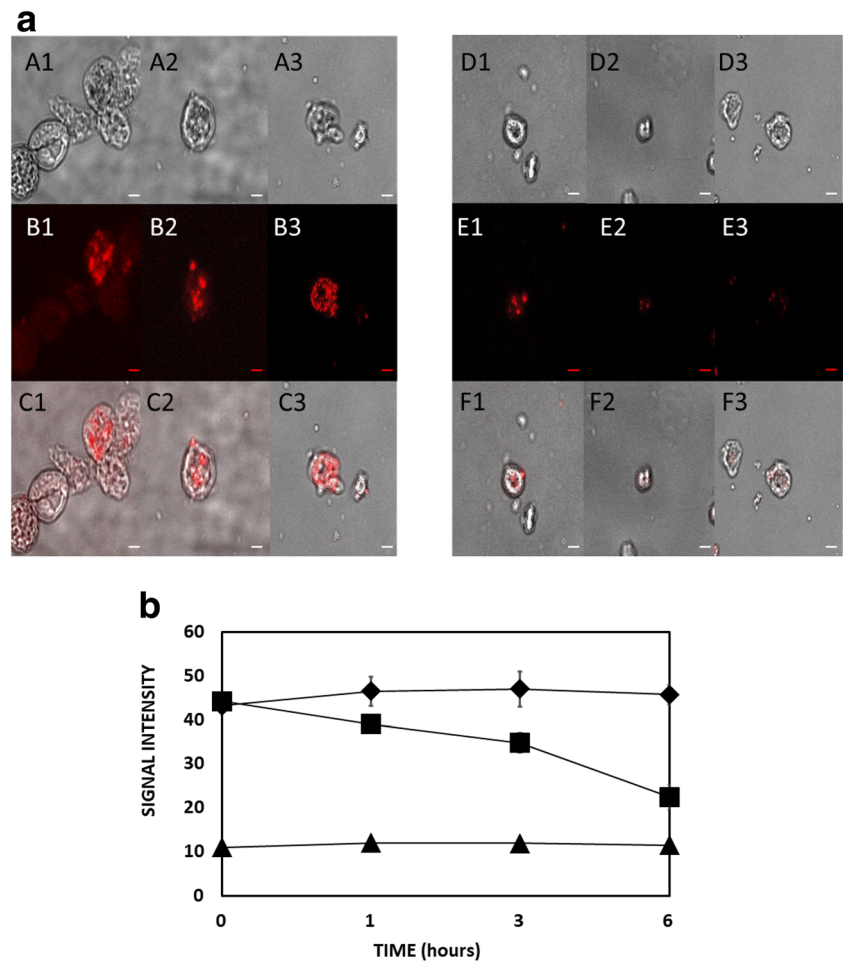 a
A1 A2 A3 D1 D2 D3
B1 B2 B3 E1 E2 E3
C1 C2 C3 F1 F2 F3
b
60
50
40
30
20
10
0
SIGNAL INTENSITY
0 1 3 6
TIME (hours)